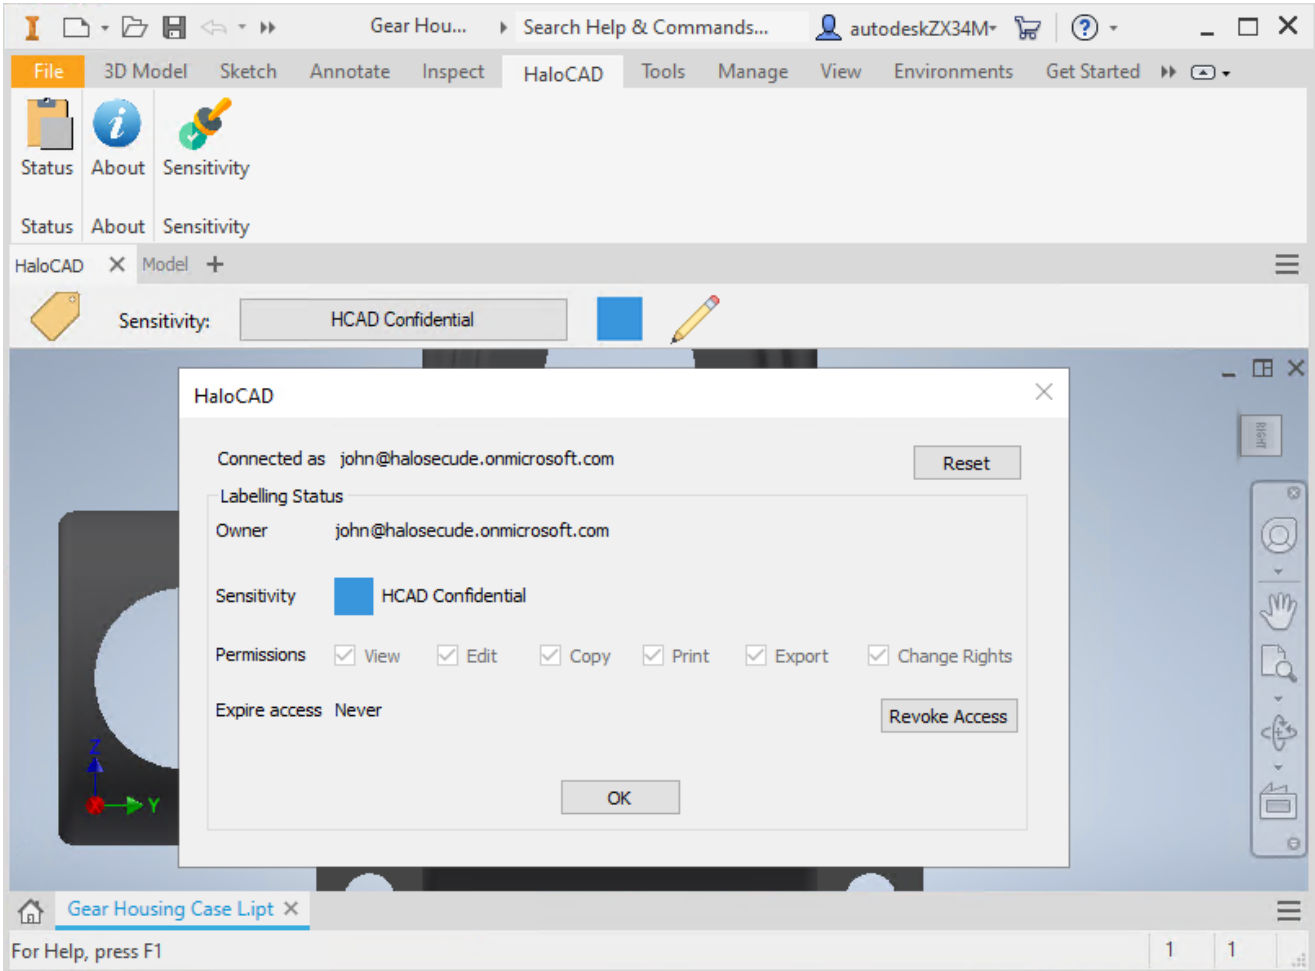 Gear Hou... Search Help & Commands... autodeskZX34M
File 3D Model Sketch Annotate Inspect HaloCAD Tools Manage View Environments Get Started
Status About Sensitivity
Status About Sensitivity
HaloCAD Model +
Sensitivity: HCAD Confidential
HaloCAD
RIGHT
Connected as john@halosecude.onmicrosoft.com Reset
Labelling Status
Owner john@halosecude.onmicrosoft.com
Sensitivity HCAD Confidential
Permissions View Edit Copy Print Export Change Rights
Expire access Never Revoke Access
Z
Y
OK
Gear Housing Case L.ipt
For Help, press F1 1 1